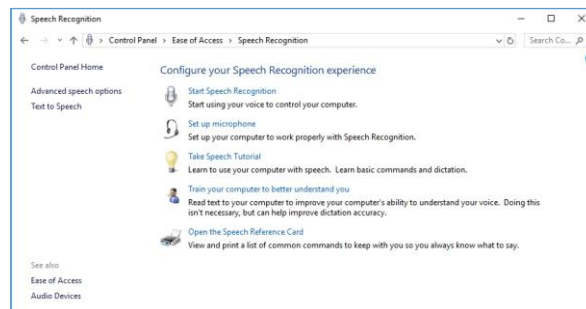 Speech Recognition
Control Panel > Ease of Access > Speech Recognition
Search Co...
Control Panel Home
Advanced speech options
Text to Speech
Configure your Speech Recognition experience
Start Speech Recognition
Start using your voice to control your computer.
Set up microphone
Set up your computer to work properly with Speech Recognition.
Take Speech Tutorial
Learn to use your computer with speech. Learn basic commands and dictation.
Train your computer to better understand you
Read text to your computer to improve your computer's ability to understand your voice. Doing this
isn't necessary, but can help improve dictation accuracy.
Open the Speech Reference Card
View and print a list of common commands to keep with you so you always know what to say.
See also
Ease of Access
Audio Devices